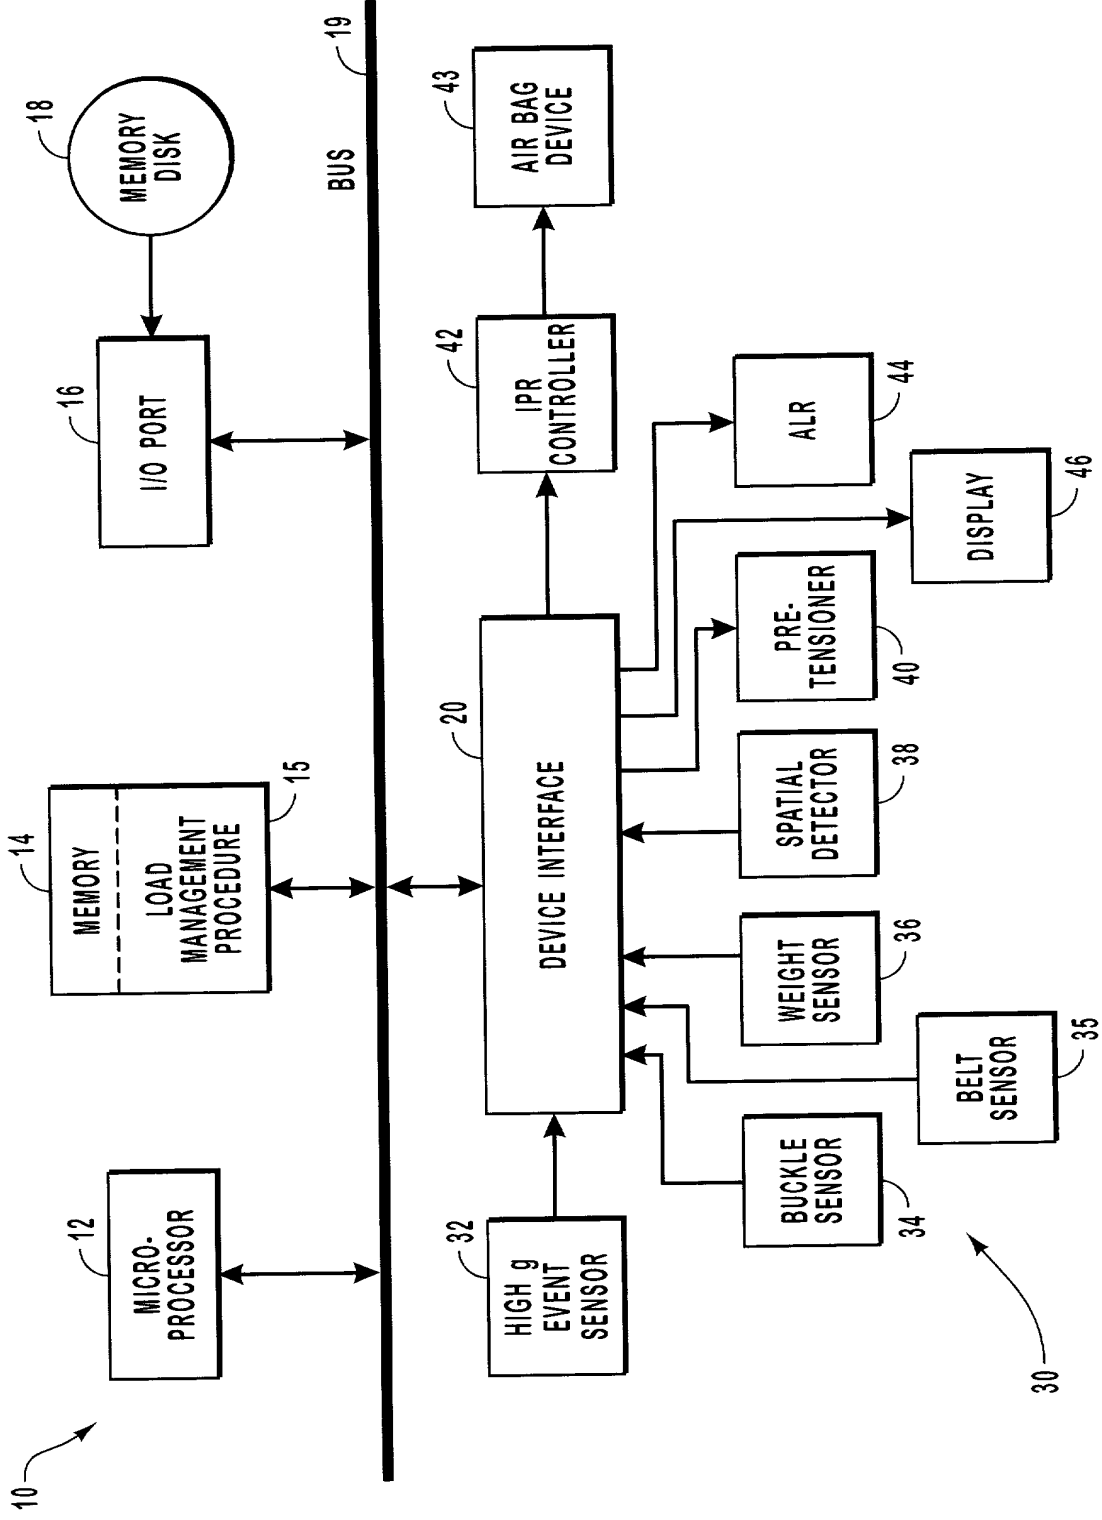 10
12
MICRO-
PROCESSOR
14
MEMORY
LOAD
MANAGEMENT
PROCEDURE
15
16
I/O PORT
18
MEMORY
DISK
BUS
19
20
DEVICE INTERFACE
32
HIGH g
EVENT
SENSOR
42
IPR
CONTROLLER
43
AIR BAG
DEVICE
BUCKLE
SENSOR
34
BELT
SENSOR
35
WEIGHT
SENSOR
36
SPATIAL
DETECTOR
38
PRE-
TENSIONER
40
DISPLAY
46
ALR
44
30